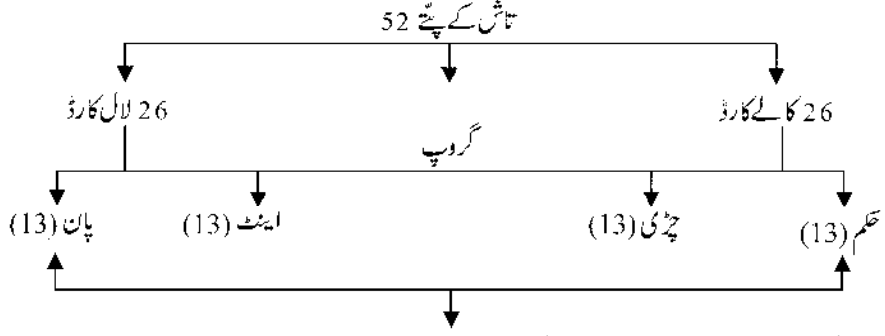 تاش کے پتّے 52
26 کالے کارڈ
26 لال کارڈ
گروپ
حکم (13)
چڑی (13)
اینٹ (13)
پان (13)